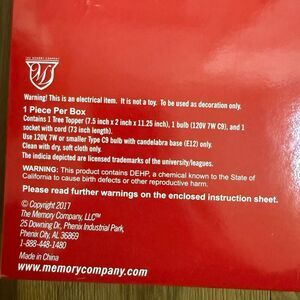 THE MEMORY COMPANY
Warning! This is an electrical item. It is not a toy. To be used as decoration only.
1 Piece Per Box
Contains 1 Tree Topper (7.5 inch x 2 inch x 11.25 inch), 1 bulb (120V 7W C9), and 1
socket with cord (73 inch length).
Use 120V, 7W or smaller Type C9 bulb with candelabra base (E12) only.
Clean with dry, soft cloth only.
The indicia depicted are licensed trademarks of the university/leagues.
WARNING: This product contains DEHP, a chemical known to the State of
California to cause birth defects or other reproductive harm.
Please read further warnings on the enclosed instruction sheet.
© Copyright 2017
The Memory Company, LLC™
25 Downing Dr., Phenix Industrial Park,
Phenix City, AL 36869
1-888-448-1480
Made in China
www.memorycompany.com